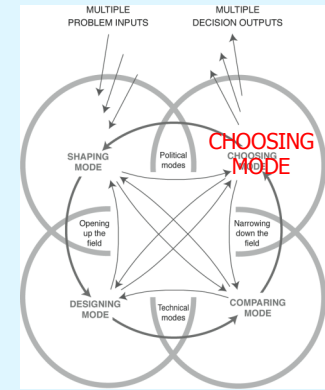 MULTIPLE
PROBLEM INPUTS
MULTIPLE
DECISION OUTPUTS
SHAPING
MODE
Political
modes
CHOOSING
MODE
CHOOSING
MODE
Opening
up the
field
Narrowing
down the
field
DESIGNING
MODE
Technical
modes
COMPARING
MODE